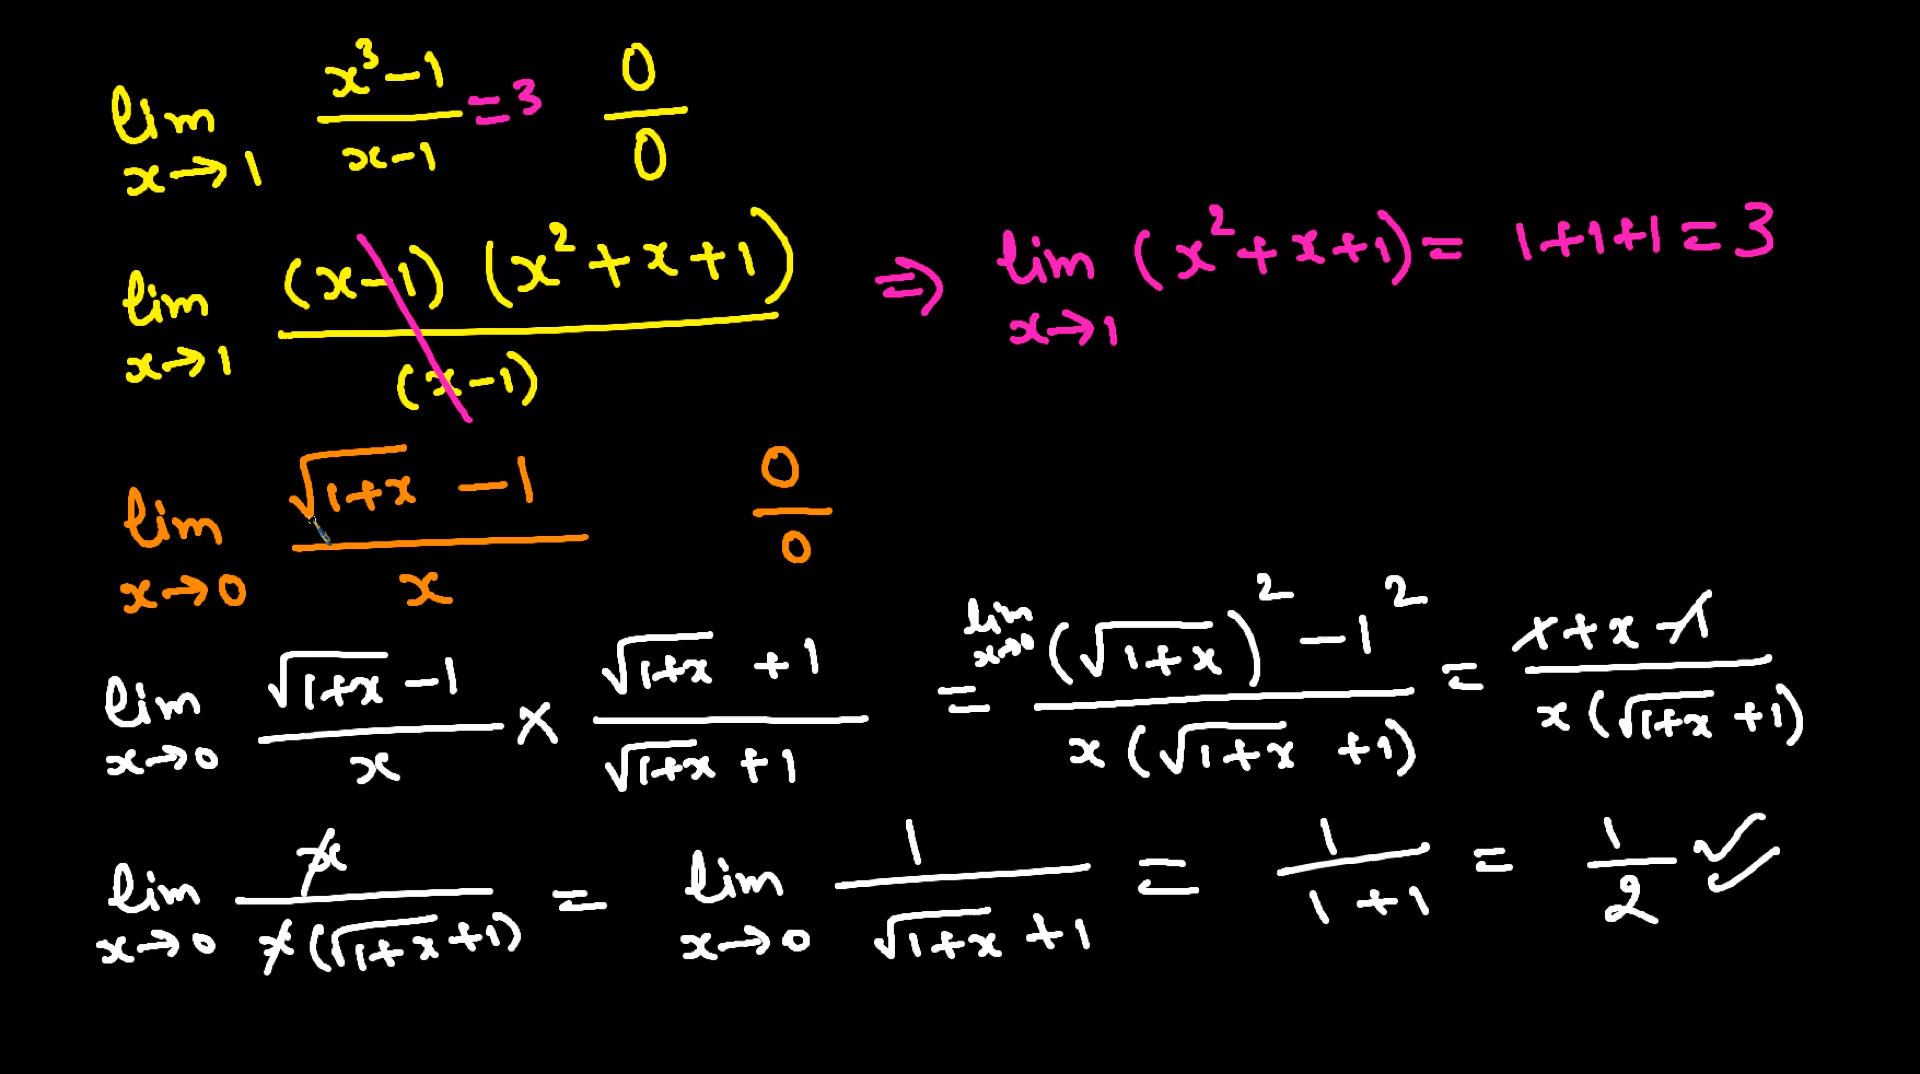 lim x→1 (x³-1)/(x-1) = 3 0/0
lim x→1 ((x-1)(x²+x+1))/((x-1)) ⇒ lim x→1 (x²+x+1) = 1+1+1 = 3
lim x→0 (√(1+x) -1)/x 0/0
lim x→0 (√(1+x) -1)/x × (√(1+x) +1)/(√(1+x) +1) = lim x→0 ((√(1+x))² - 1²)/(x(√(1+x) +1)) = (1+x-1)/(x(√(1+x) +1))
lim x→0 x/(x(√(1+x) +1)) = lim x→0 1/(√(1+x) +1) = 1/(1+1) = 1/2 ✓